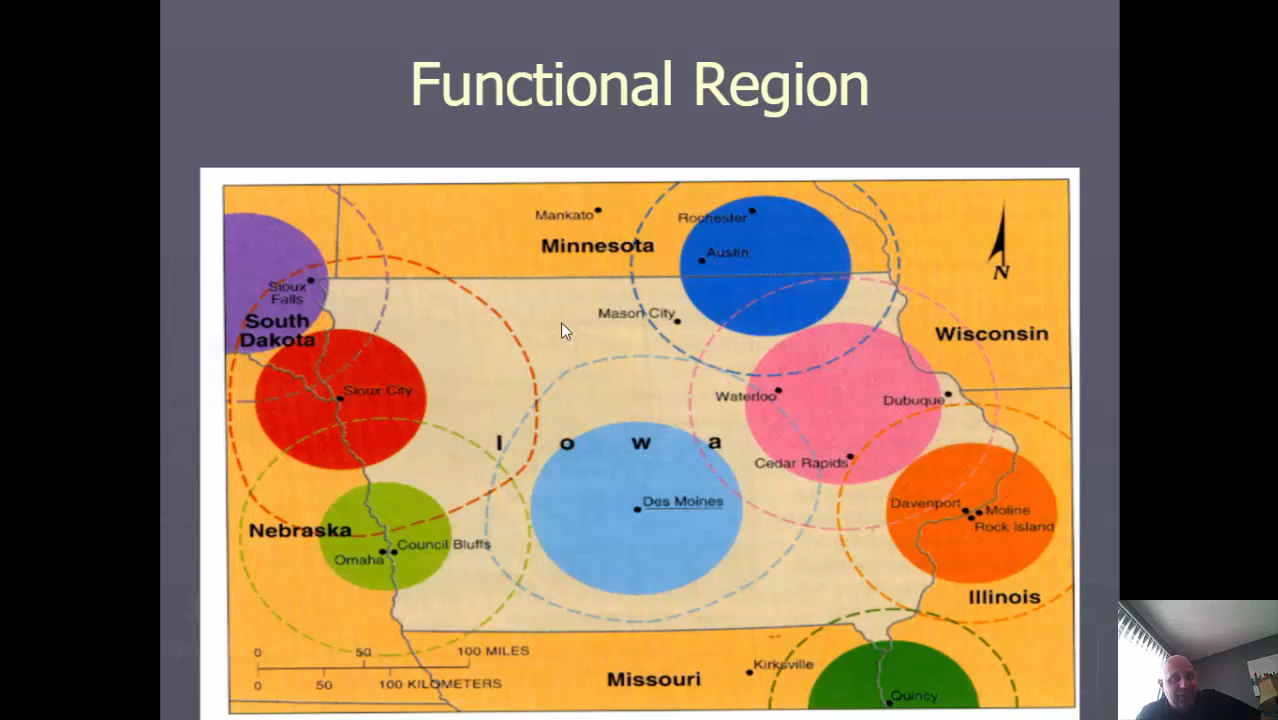 Functional Region
Mankato
Rochester
Minnesota
Austin
N
Sioux
Falls
South
Dakota
Mason City
Wisconsin
Sioux City
Waterloo
Dubuque
I o w a
Cedar Rapids
Des Moines
Davenport
Moline
Rock Island
Nebraska
Council Bluffs
Omaha
Illinois
0 50 100 MILES
0 50 100 KILOMETERS
Missouri
Kirksville
Quincy